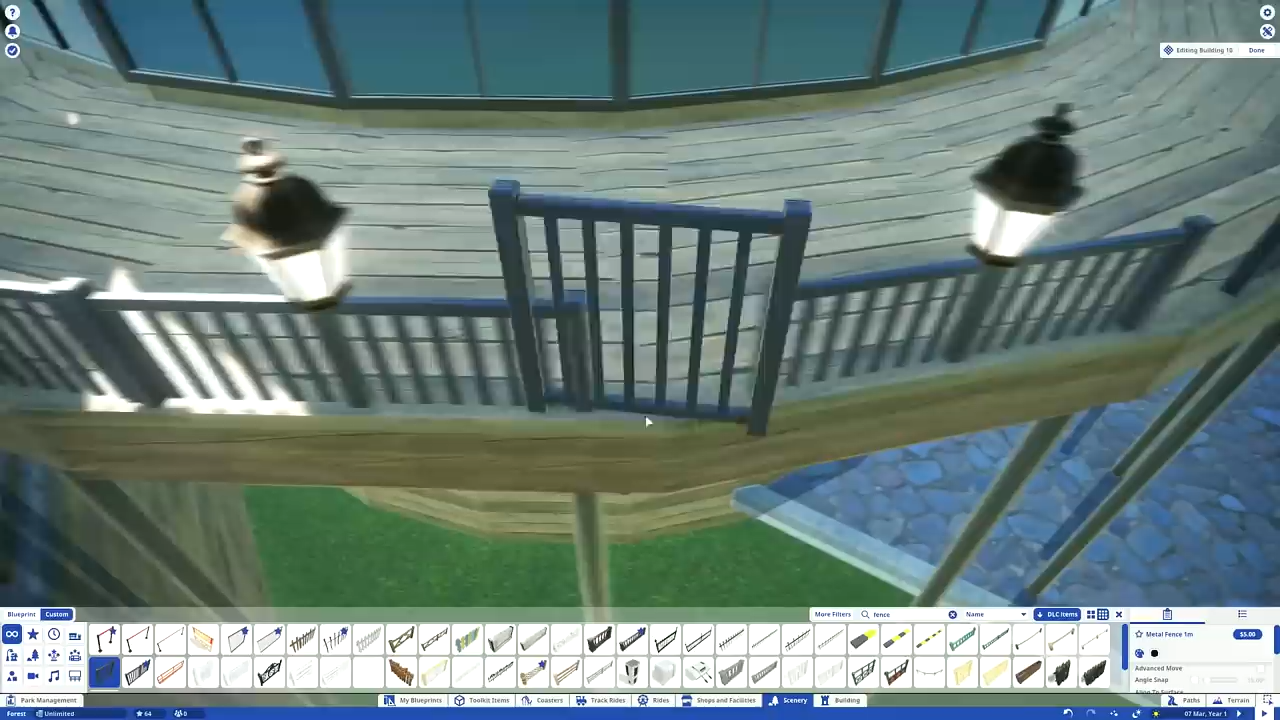 ?
Editing Building 10 Done
Blueprint Custom
More Filters fence Name DLC Items
Metal Fence 1m $5.00
Advanced Move
Angle Snap
Park Management
My Blueprints Toolkit Items Coasters Track Rides Rides Shops and Facilities Scenery Building Paths Terrain
Forest Unlimited 64 0 07 Mar, Year 1